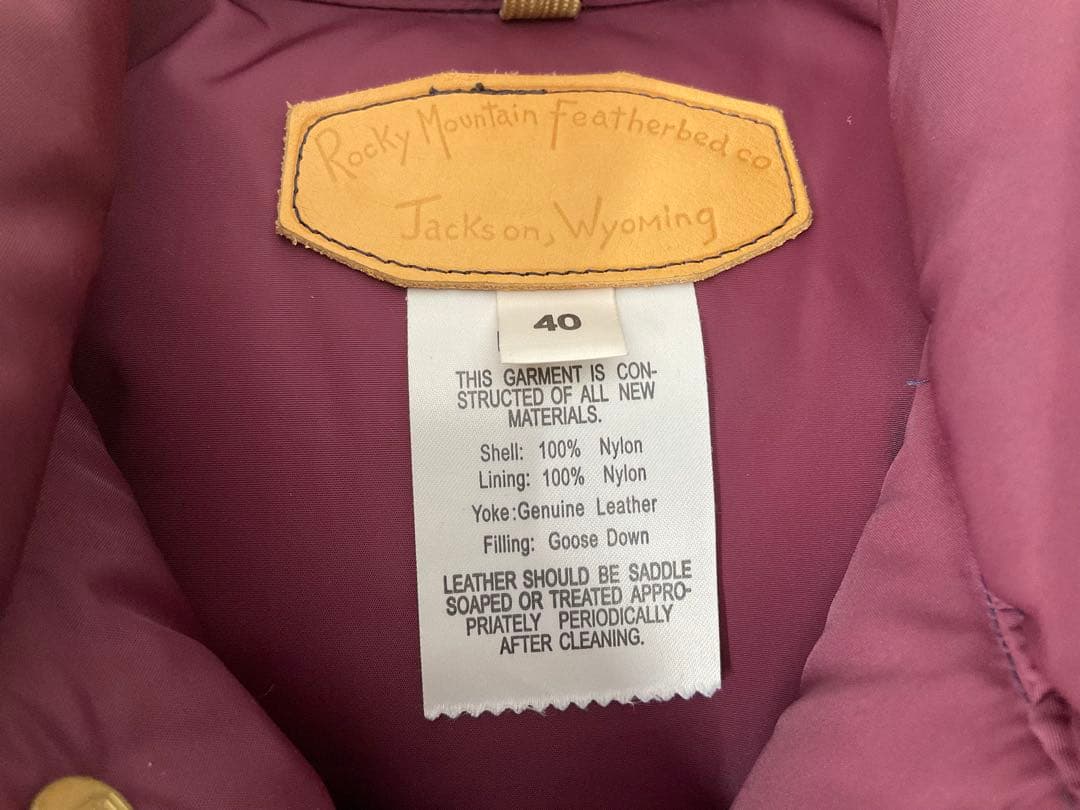 Rocky Mountain Featherbed co
Jackson, Wyoming
40
THIS GARMENT IS CON-
STRUCTED OF ALL NEW
MATERIALS.
Shell: 100% Nylon
Lining: 100% Nylon
Yoke:Genuine Leather
Filling: Goose Down
LEATHER SHOULD BE SADDLE
SOAPED OR TREATED APPRO-
PRIATELY PERIODICALLY
AFTER CLEANING.